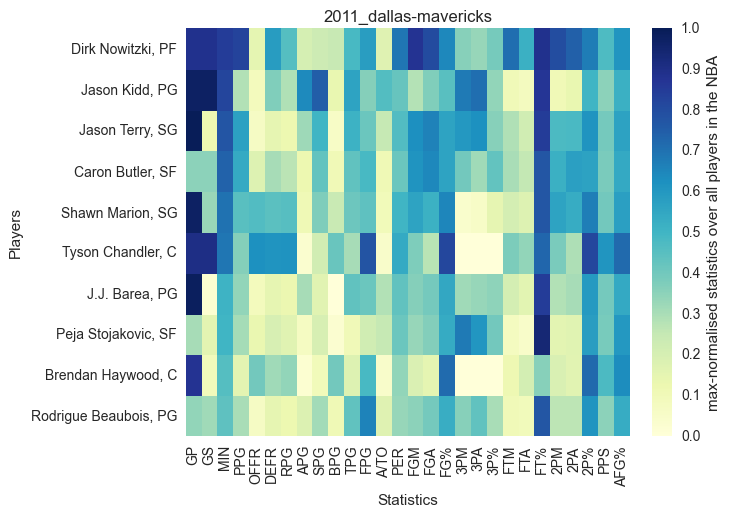 2011_dallas-mavericks
Dirk Nowitzki, PF
Jason Kidd, PG
Jason Terry, SG
Caron Butler, SF
Shawn Marion, SG
Tyson Chandler, C
J.J. Barea, PG
Peja Stojakovic, SF
Brendan Haywood, C
Rodrigue Beaubois, PG
Players
GP GS MIN PPG OFFR DEFR RPG APG SPG BPG TPG FPG A/TO PER FGM FGA FG% 3PM 3PA 3P% FTM FTA FT% 2PM 2PA 2P% PPS AFG%
Statistics
1.0
0.9
0.8
0.7
0.6
0.5
0.4
0.3
0.2
0.1
0.0
max-normalised statistics over all players in the NBA